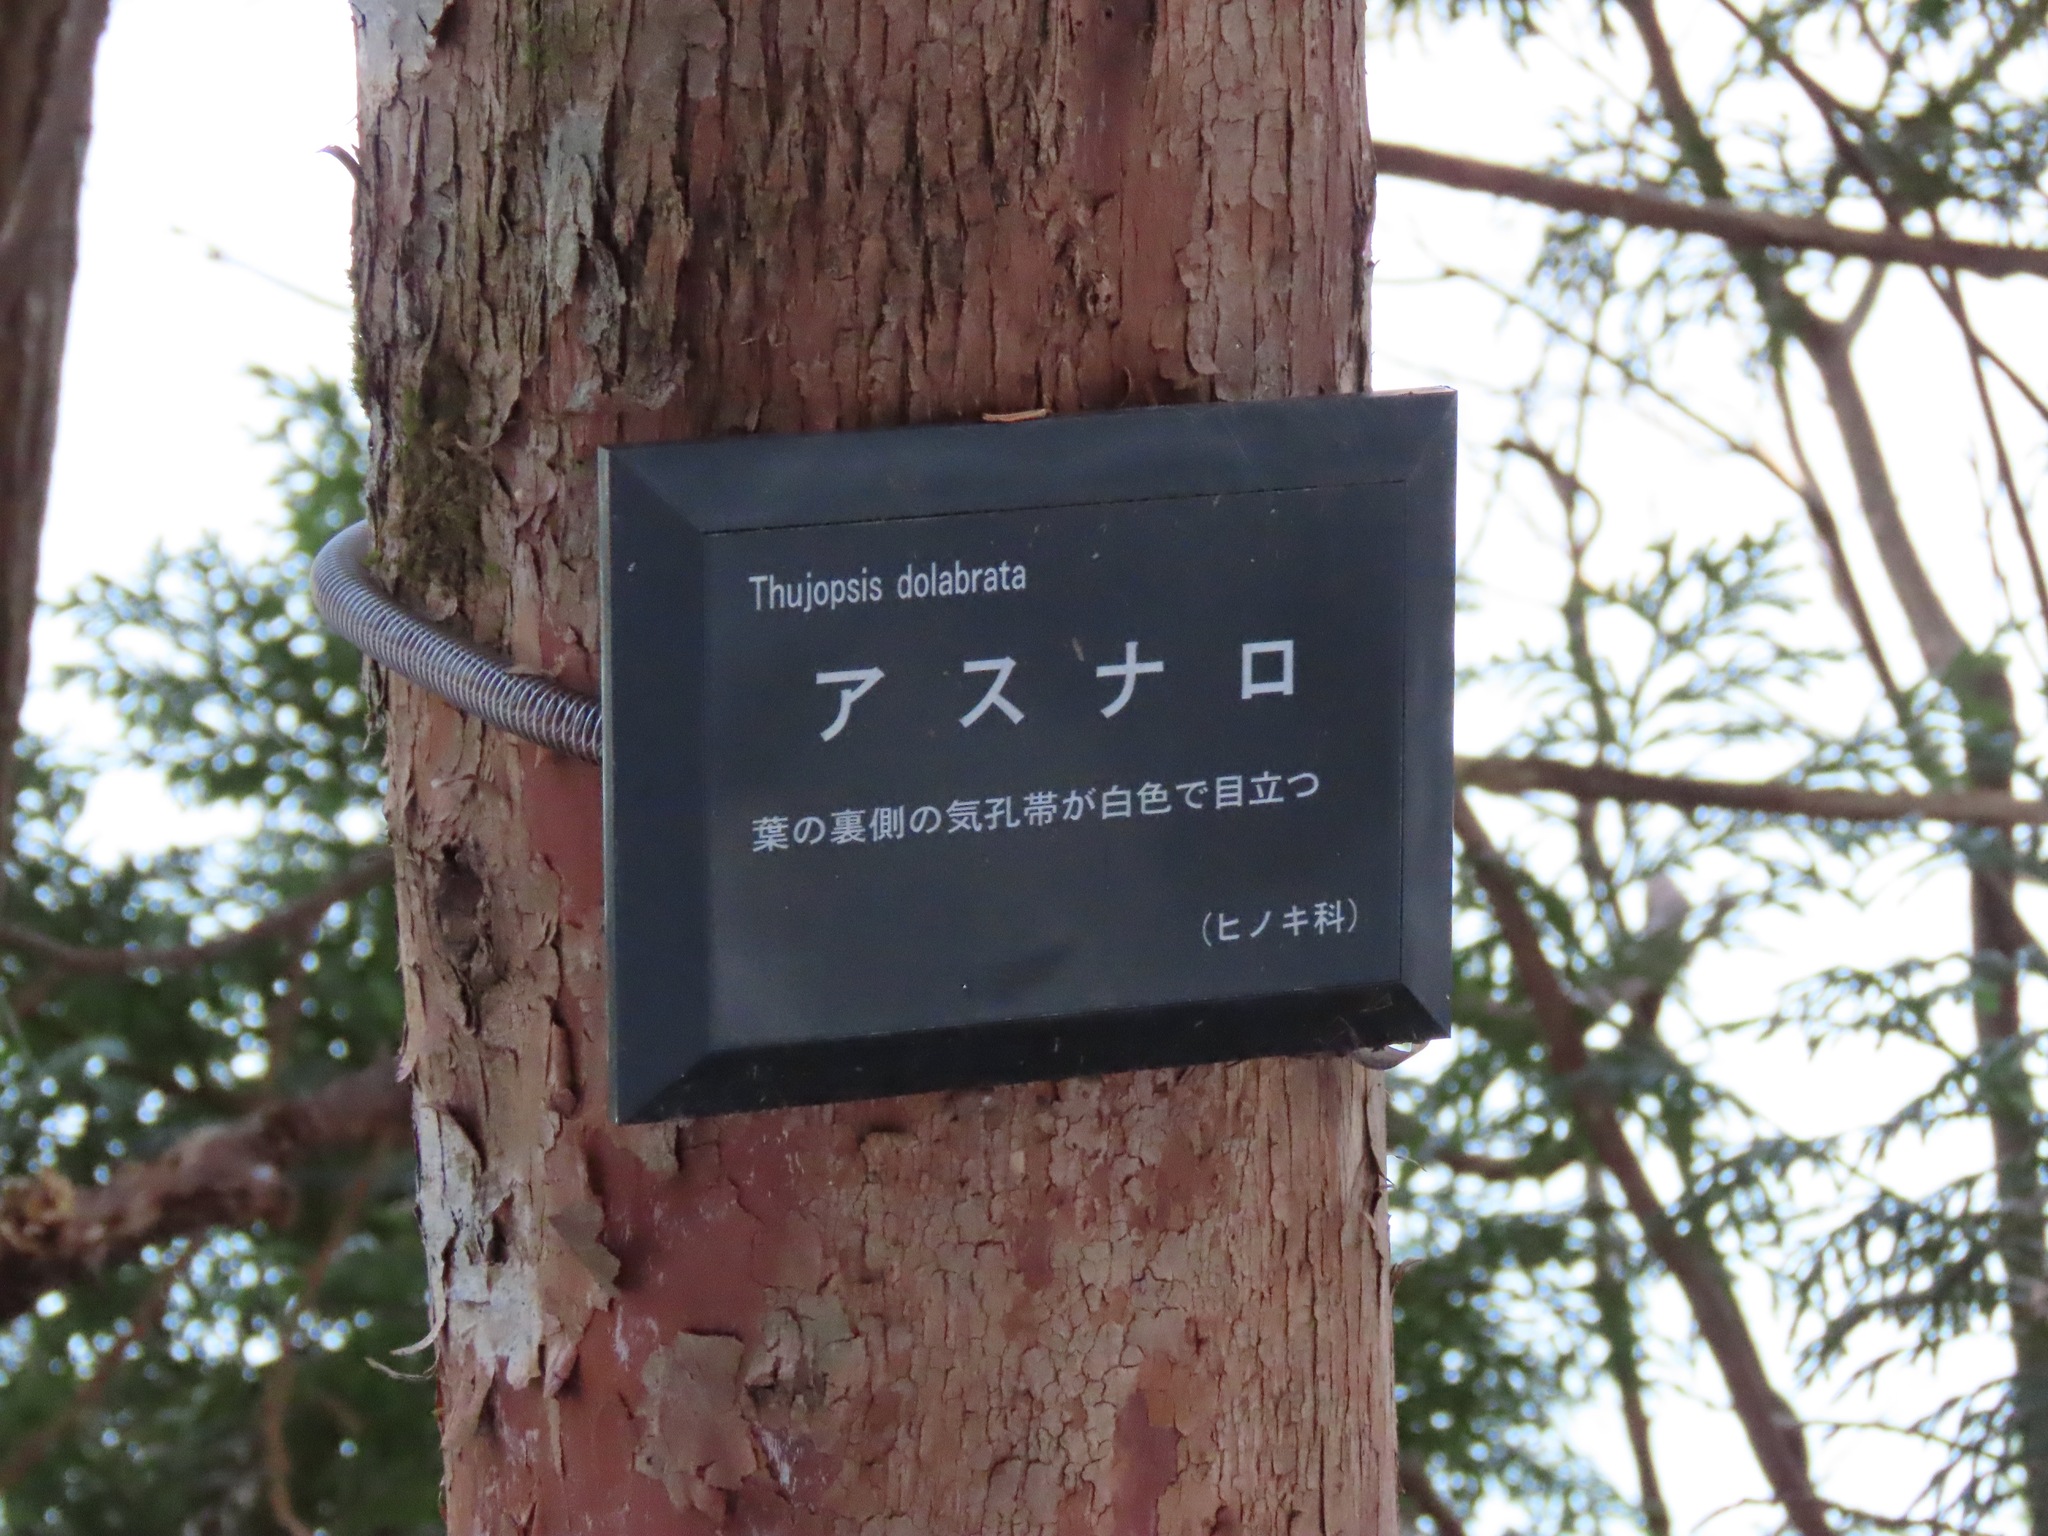 Thujopsis dolabrata
アスナロ
葉の裏側の気孔帯が白色で目立つ
(ヒノキ科)